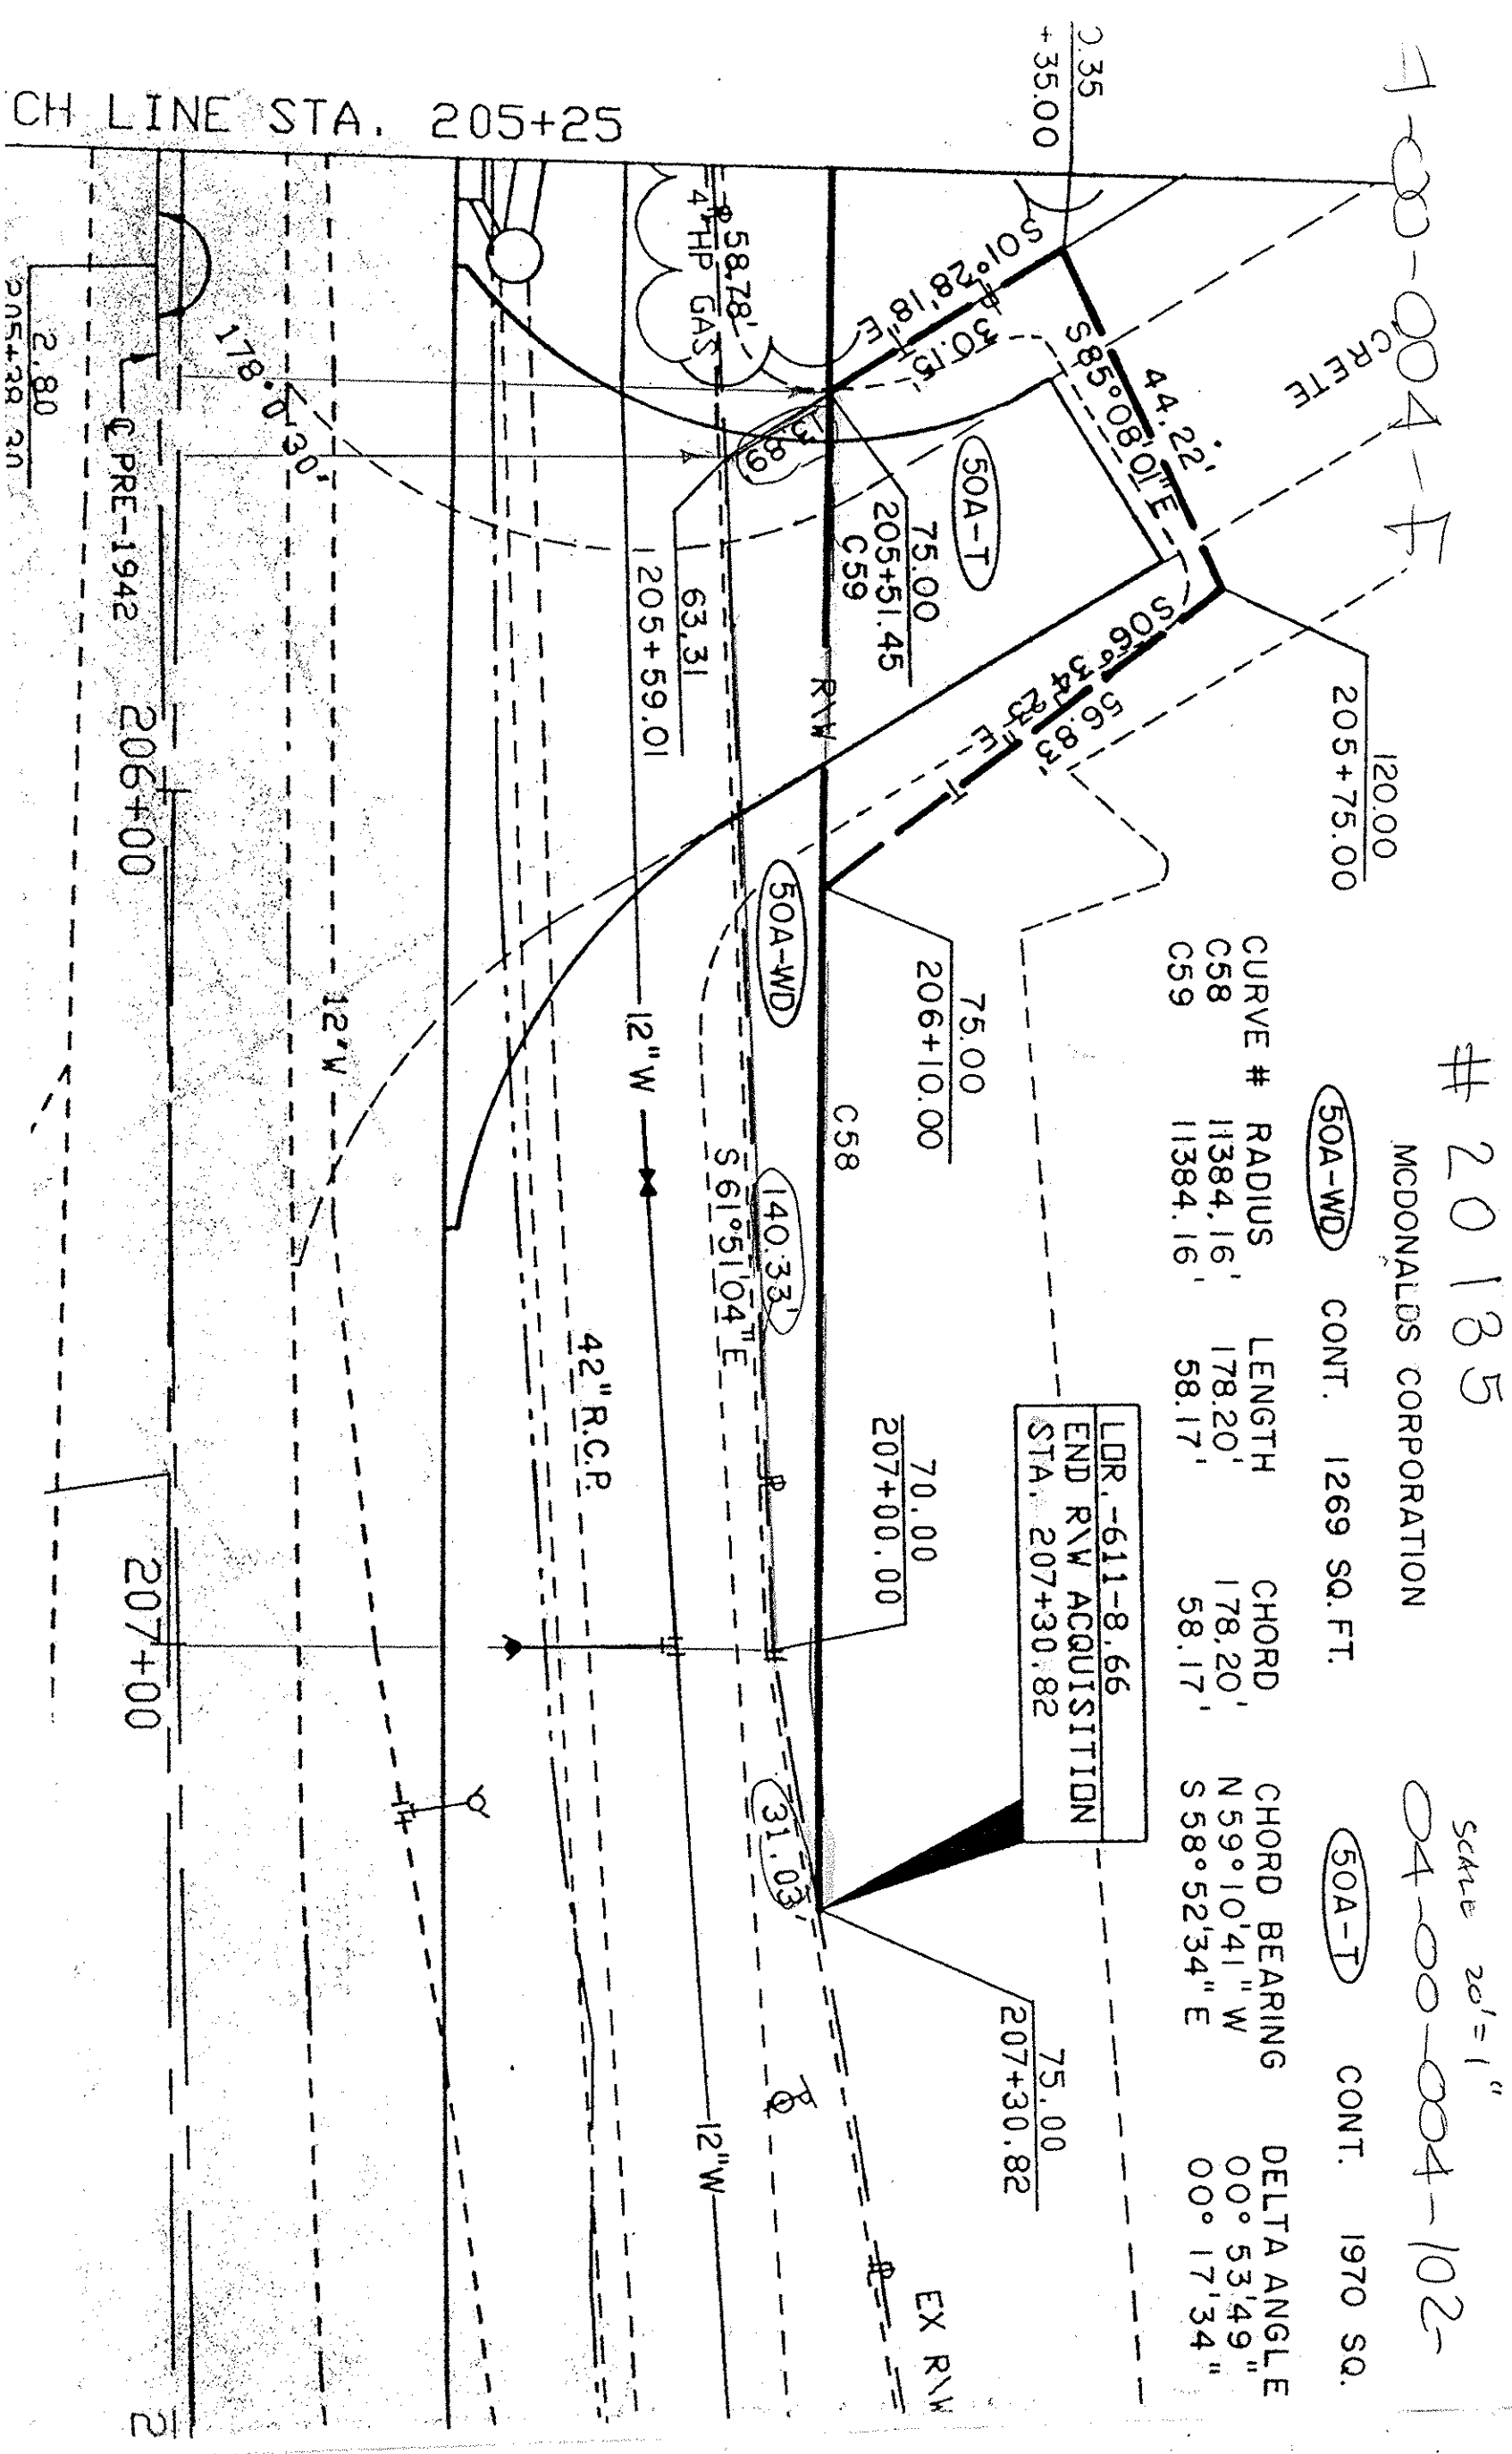 # 20135
SCALE 20'=1"
04-00-004-102-
MCDONALDS CORPORATION
50A-WD CONT. 1269 SQ.FT.
50A-T CONT. 1970 SQ.
CURVE # RADIUS LENGTH CHORD CHORD BEARING DELTA ANGLE
C58 11384.16' 178.20' 178.20' N 59°10'41" W 00° 53'49"
C59 11384.16' 58.17' 58.17' S 58°52'34" E 00° 17'34"
LDR.-611-8.66
END R\W ACQUISITION
STA. 207+30.82
120.00
205+75.00
CRETE
44.22'
S85°08'01"E
+35.00
S01°28'18"E
30.15'
S06°34'23"E
56.83'
50A-T
75.00
205+51.45
C59
13.89'
63.31
205+59.01
58.78'
4" HP GAS
R\W
75.00
206+10.00
C58
50A-WD
140.33'
S 61°51'04"E
70.00
207+00.00
31.03'
75.00
207+30.82
EX R\W
12"W
12"W
42"R.C.P.
12"W
CH LINE STA. 205+25
178°0'30"
℄ PRE-1942
2.80
206+00
207+00
2